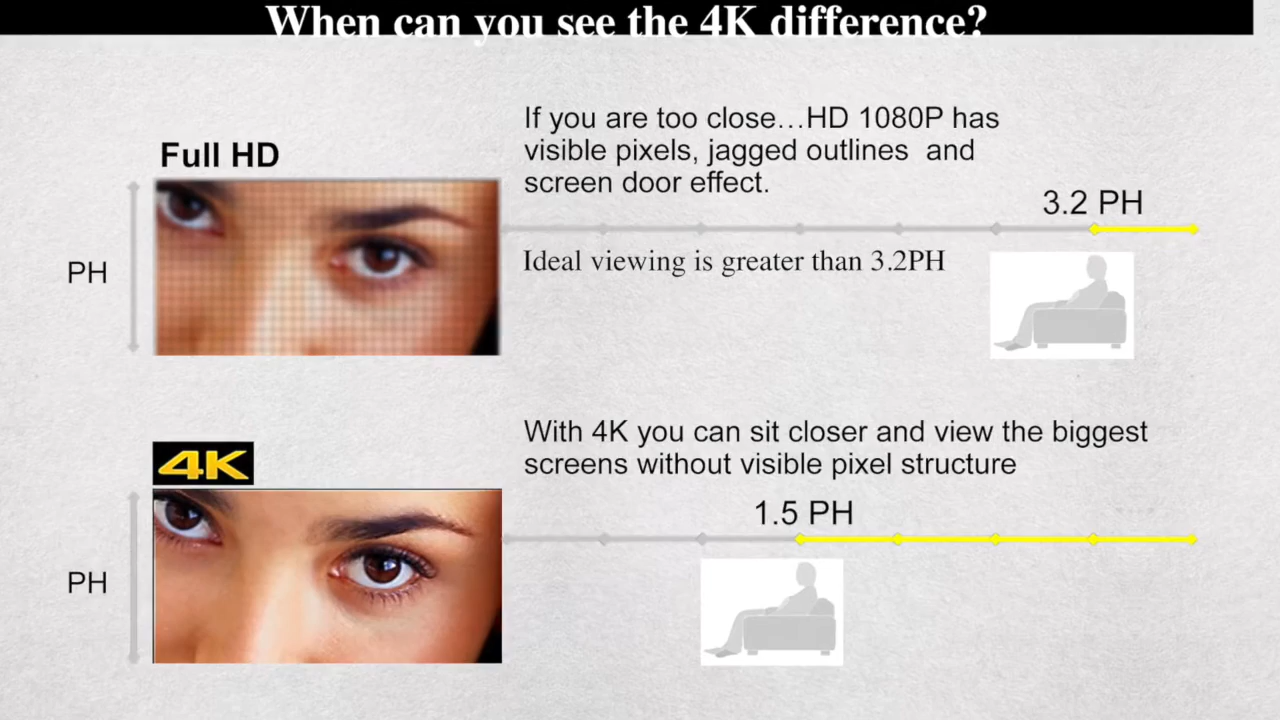 When can you see the 4K difference?
If you are too close...HD 1080P has
visible pixels, jagged outlines and
screen door effect.
Full HD
3.2 PH
PH
Ideal viewing is greater than 3.2PH
With 4K you can sit closer and view the biggest
screens without visible pixel structure
4K
1.5 PH
PH